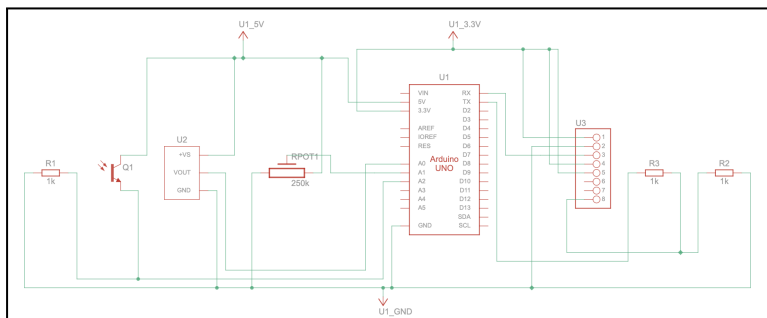 U1_5V
U1_3.3V
U1
VIN
5V
3.3V
AREF
IOREF
RES
A0
A1
A2
A3
A4
A5
GND
Arduino
UNO
RX
TX
D2
D3
D4
D5
D6
D7
D8
D9
D10
D11
D12
D13
SDA
SCL
U2
+VS
VOUT
GND
Q1
R1
1k
RPOT1
250k
U3
1
2
3
4
5
6
7
8
R3
1k
R2
1k
U1_GND